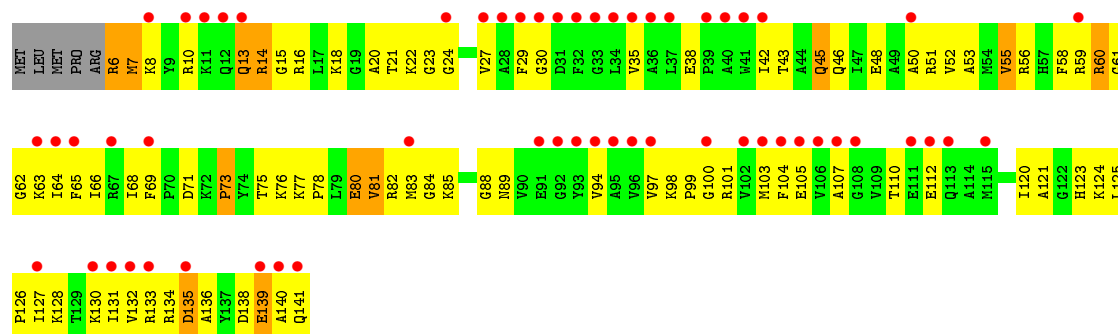 MET LEU MET PRO ARG R6 M7 K8 Y9 R10 K11 Q12 Q13 R14 G15 R16 L17 K18 G19 A20 T21 K22 G23 G24 V27 A28 F29 G30 D31 F32 G33 L34 V35 A36 L37 E38 P39 A40 W41 I42 T43 A44 Q45 Q46 I47 E48 A49 A50 R51 V52 A53 M54 V55 R56 H57 F58 R59 R60 G61
G62 K63 I64 F65 I66 R67 I68 F69 P70 D71 K72 P73 Y74 T75 K76 K77 P78 L79 E80 V81 R82 M83 G84 K85 G88 N89 V90 E91 G92 Y93 V94 A95 V96 V97 K98 P99 G100 R101 V102 M103 F104 E105 V106 A107 G108 V109 T110 E111 E112 Q113 A114 M115 I120 A121 G122 H123 K124 L125
P126 I127 K128 T129 K130 I131 V132 R133 R134 D135 A136 Y137 D138 E139 A140 Q141